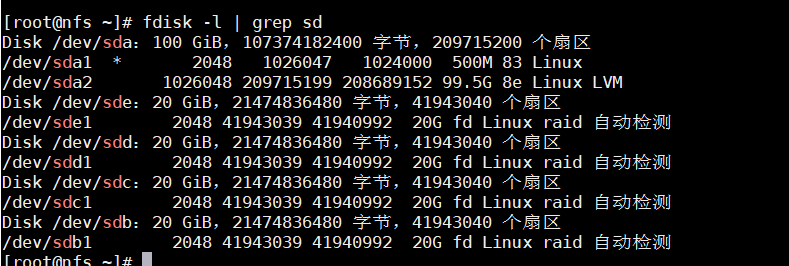 [root@nfs ~]# fdisk -l | grep sd
Disk /dev/sda：100 GiB，107374182400 字节，209715200 个扇区
/dev/sda1  *       2048   1026047   1024000  500M 83 Linux
/dev/sda2       1026048 209715199 208689152 99.5G 8e Linux LVM
Disk /dev/sde：20 GiB，21474836480 字节，41943040 个扇区
/dev/sde1        2048 41943039 41940992  20G fd Linux raid 自动检测
Disk /dev/sdd：20 GiB，21474836480 字节，41943040 个扇区
/dev/sdd1        2048 41943039 41940992  20G fd Linux raid 自动检测
Disk /dev/sdc：20 GiB，21474836480 字节，41943040 个扇区
/dev/sdc1        2048 41943039 41940992  20G fd Linux raid 自动检测
Disk /dev/sdb：20 GiB，21474836480 字节，41943040 个扇区
/dev/sdb1        2048 41943039 41940992  20G fd Linux raid 自动检测
[root@nfs ~]#